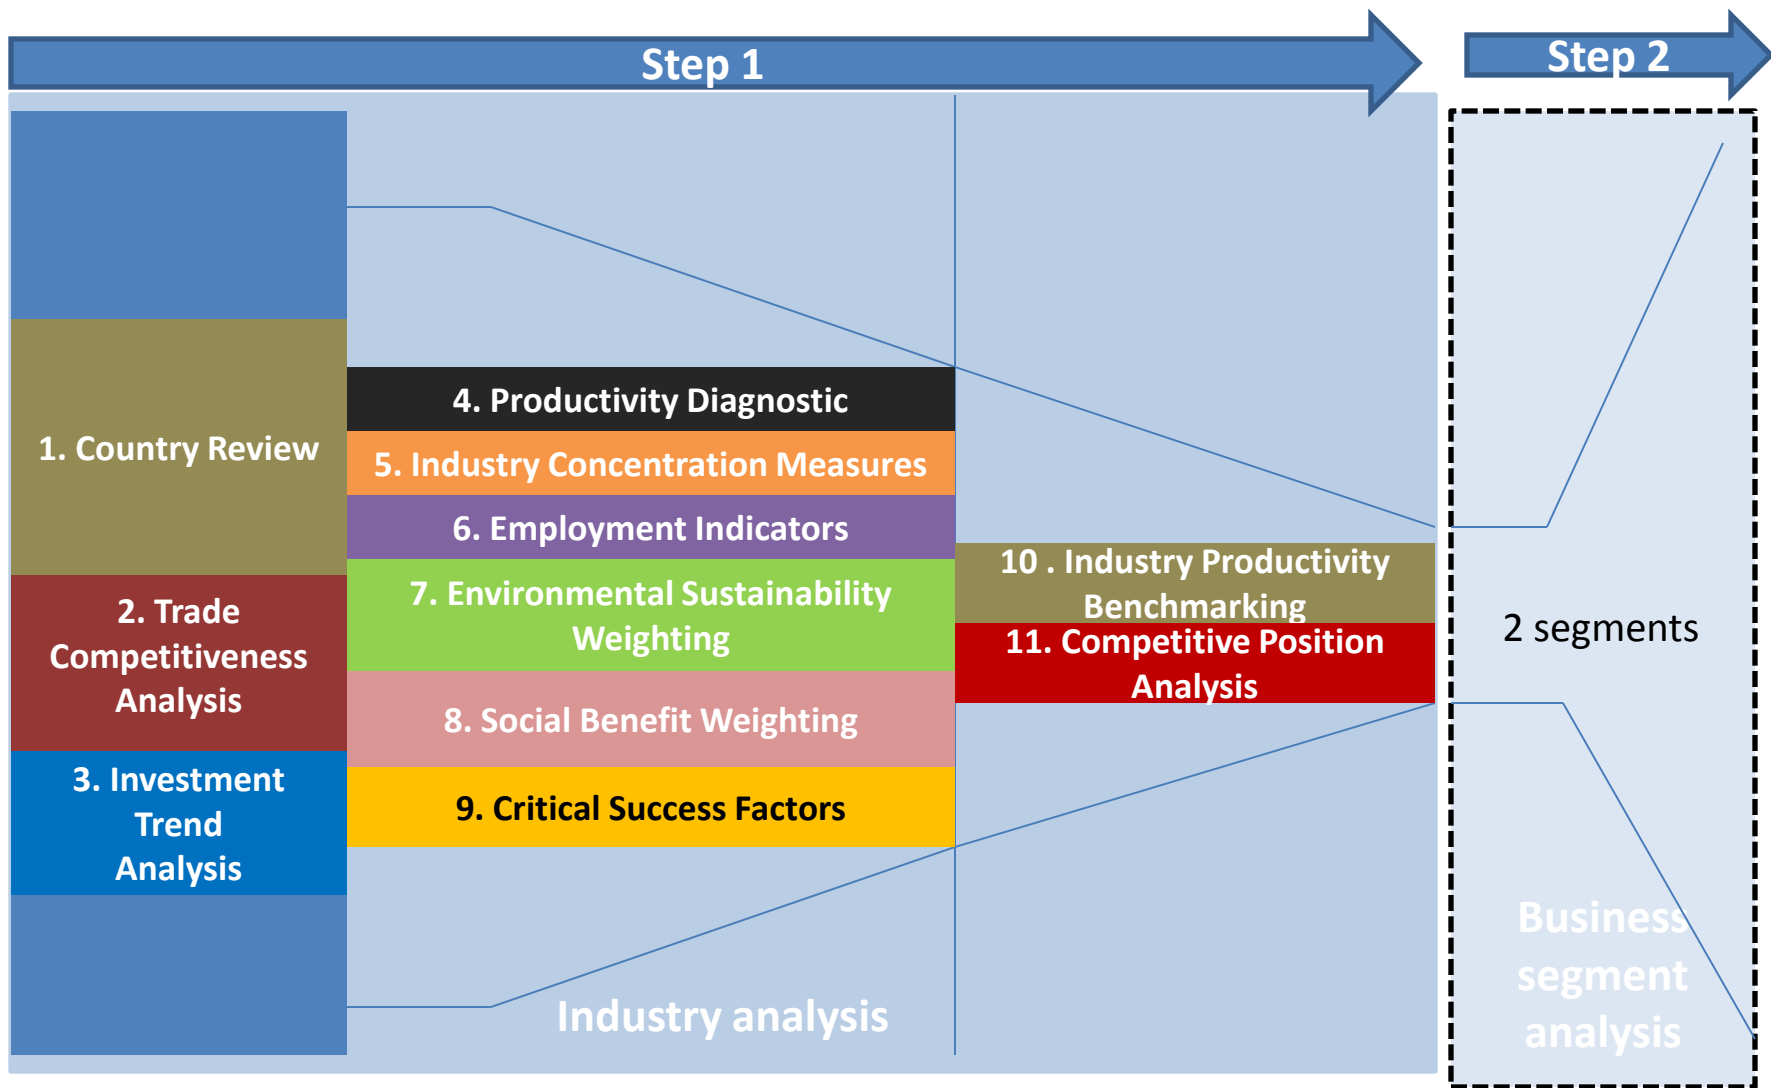 Step 1
Step 2
1. Country Review
2. Trade
Competitiveness
Analysis
3. Investment
Trend
Analysis
4. Productivity Diagnostic
5. Industry Concentration Measures
6. Employment Indicators
7. Environmental Sustainability
Weighting
8. Social Benefit Weighting
9. Critical Success Factors
10 . Industry Productivity
Benchmarking
11. Competitive Position
Analysis
Industry analysis
2 segments
Business
segment
analysis